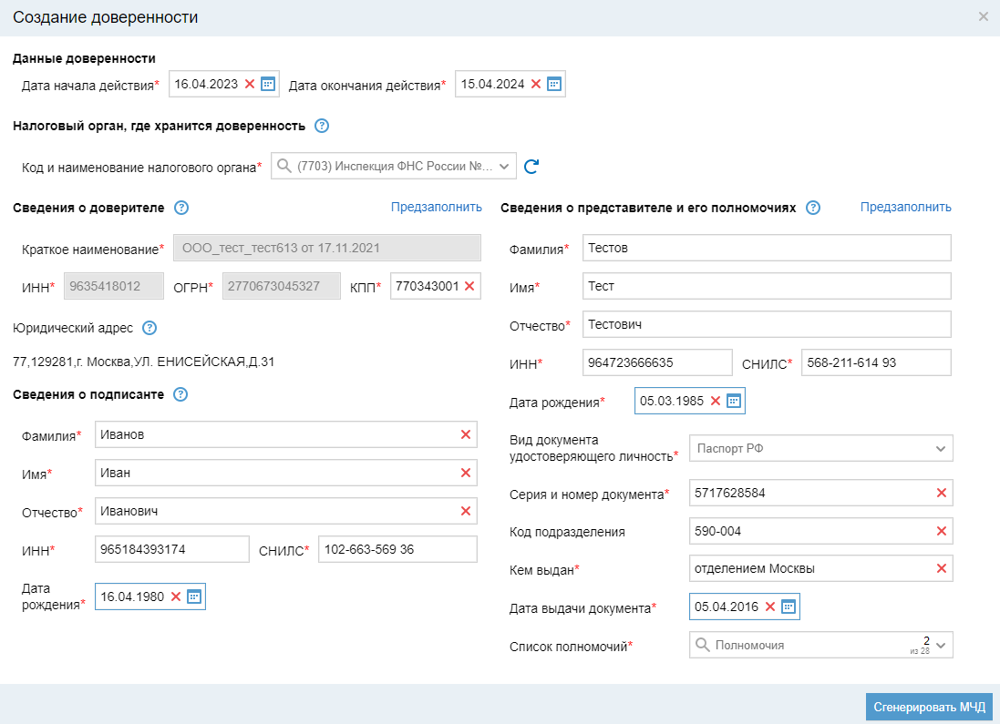 Создание доверенности
Данные доверенности
Дата начала действия* 16.04.2023 Дата окончания действия* 15.04.2024
Налоговый орган, где хранится доверенность ?
Код и наименование налогового органа* (7703) Инспекция ФНС России №...
Сведения о доверителе ? Предзаполнить
Краткое наименование* ООО_тест_тест613 от 17.11.2021
ИНН* 9635418012 ОГРН* 2770673045327 КПП* 770343001
Юридический адрес ?
77,129281,г. Москва,УЛ. ЕНИСЕЙСКАЯ,Д.31
Сведения о подписанте ?
Фамилия* Иванов
Имя* Иван
Отчество* Иванович
ИНН* 965184393174 СНИЛС* 102-663-569 36
Дата
рождения* 16.04.1980
Сведения о представителе и его полномочиях ? Предзаполнить
Фамилия* Тестов
Имя* Тест
Отчество* Тестович
ИНН* 964723666635 СНИЛС* 568-211-614 93
Дата рождения* 05.03.1985
Вид документа
удостоверяющего личность* Паспорт РФ
Серия и номер документа* 5717628584
Код подразделения 590-004
Кем выдан* отделением Москвы
Дата выдачи документа* 05.04.2016
Список полномочий* Полномочия 2
из 28
Сгенерировать МЧД